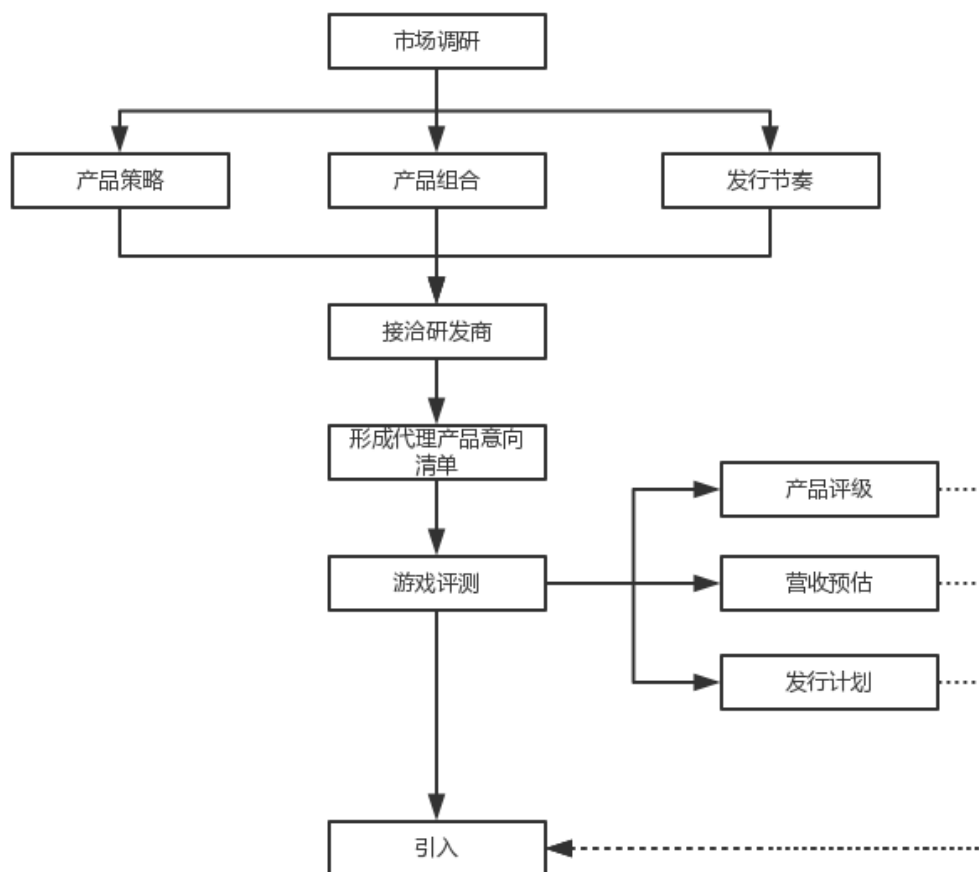 市场调研
产品策略
产品组合
发行节奏
接洽研发商
形成代理产品意向
清单
产品评级
游戏评测
营收预估
发行计划
引入